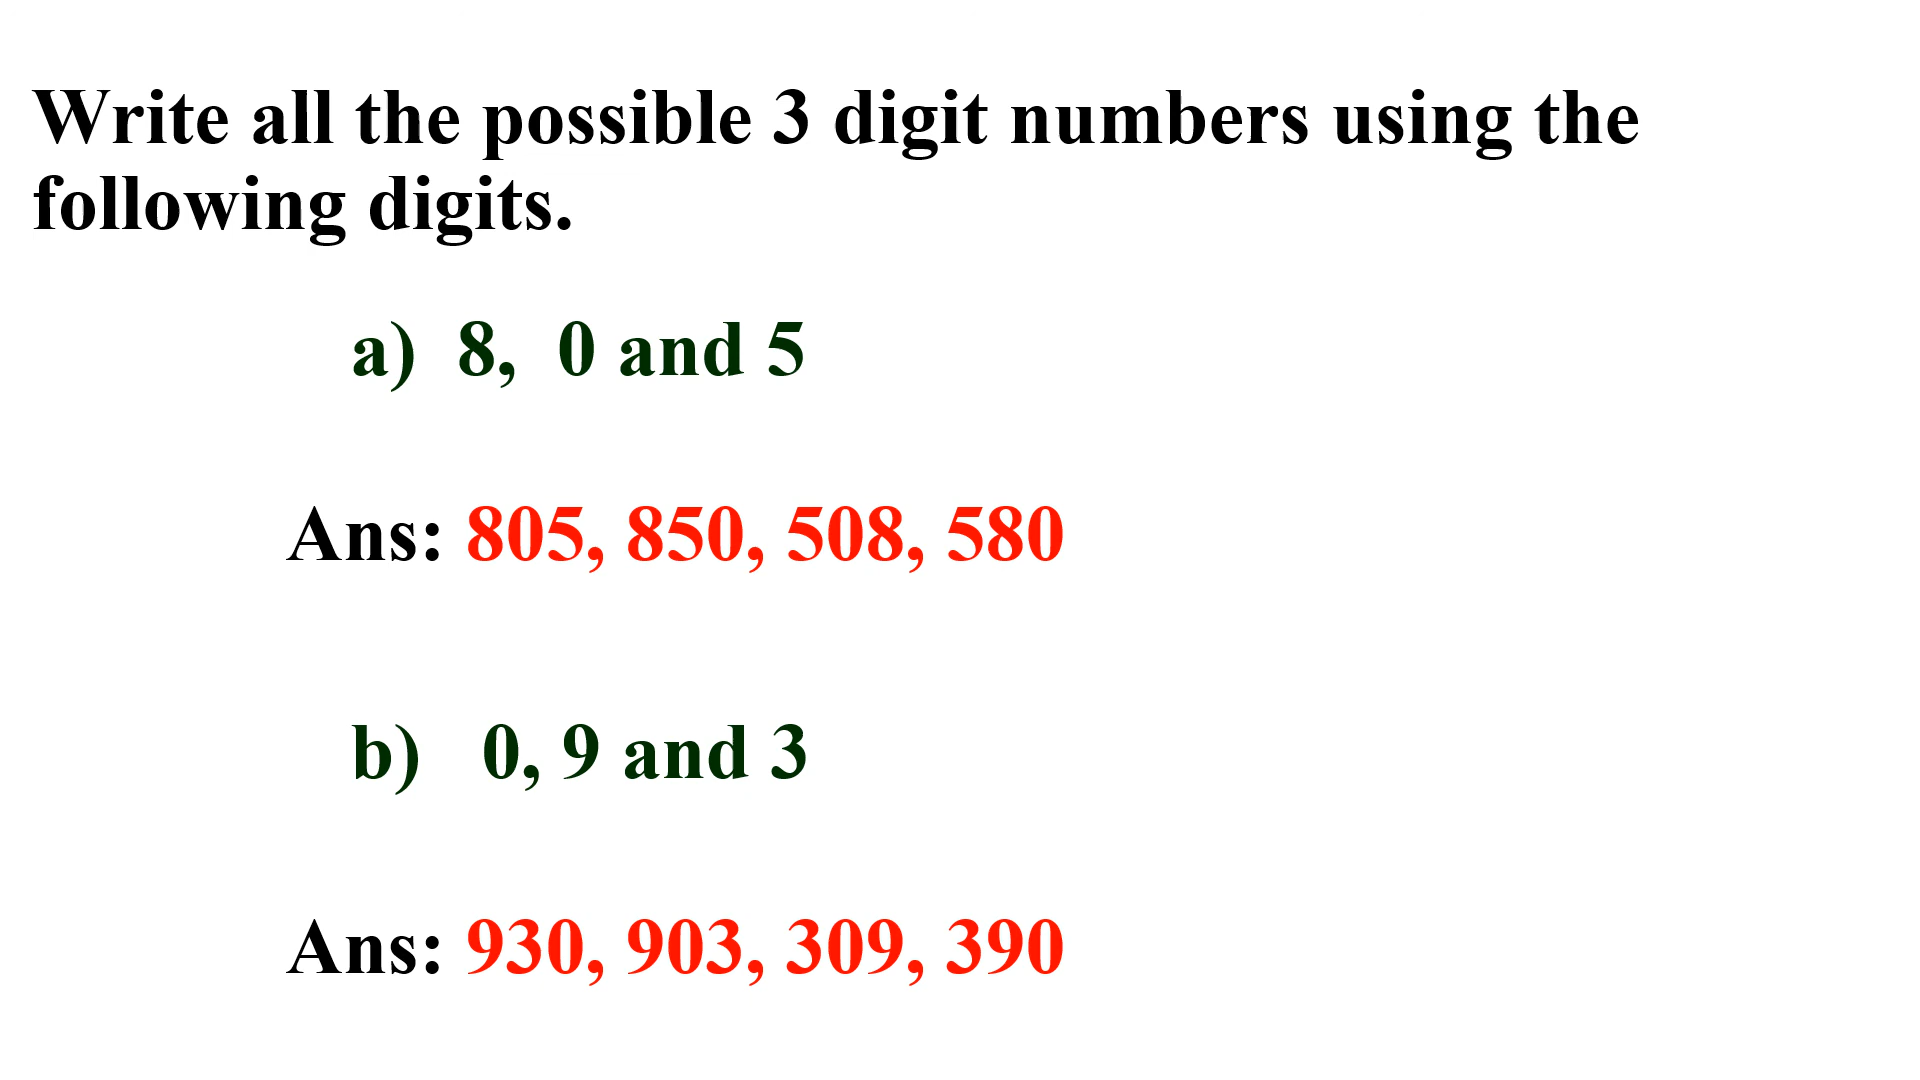 Write all the possible 3 digit numbers using the
following digits.
a) 8, 0 and 5
Ans: 805, 850, 508, 580
b) 0, 9 and 3
Ans: 930, 903, 309, 390